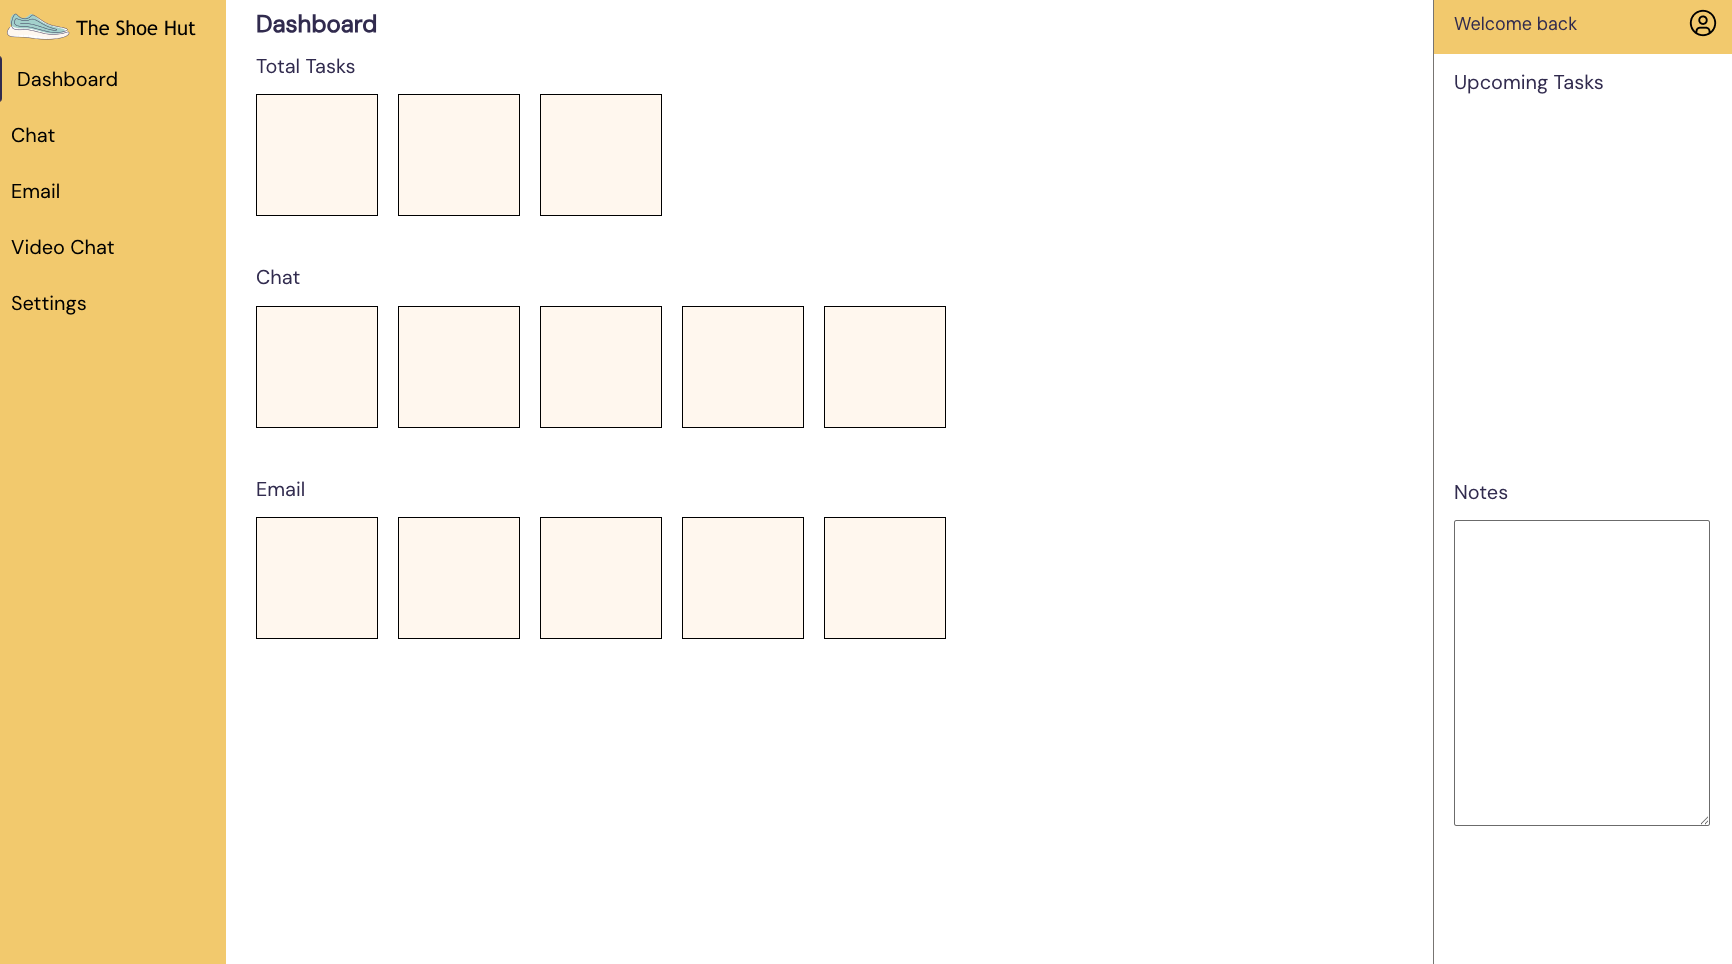 The Shoe Hut
Dashboard
Chat
Email
Video Chat
Settings
Dashboard
Total Tasks
Chat
Email
Welcome back
Upcoming Tasks
Notes